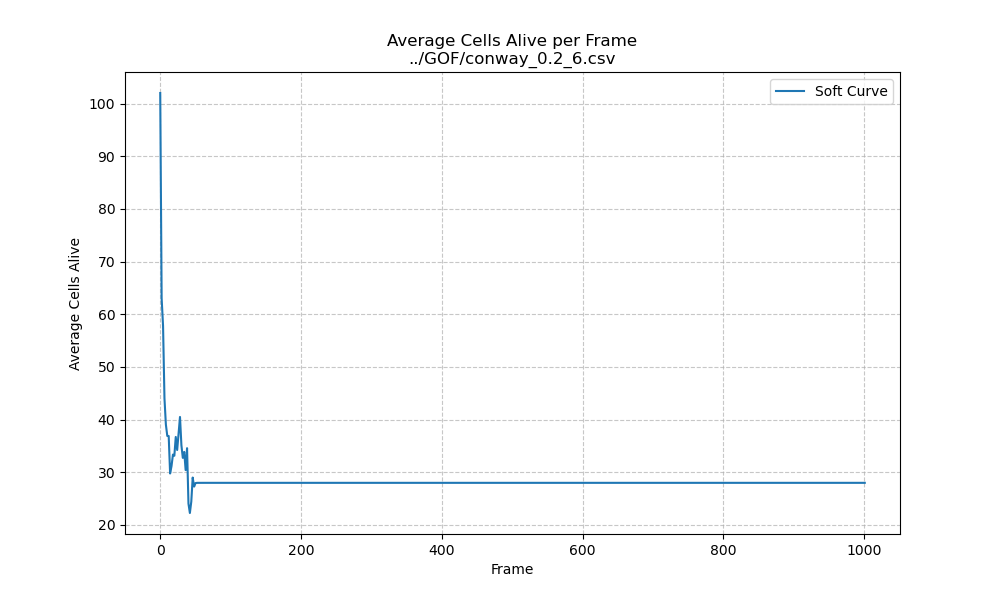 Average Cells Alive per Frame
../GOF/conway_0.2_6.csv
Soft Curve
100
90
80
70
60
50
40
30
20
Average Cells Alive
0 200 400 600 800 1000
Frame